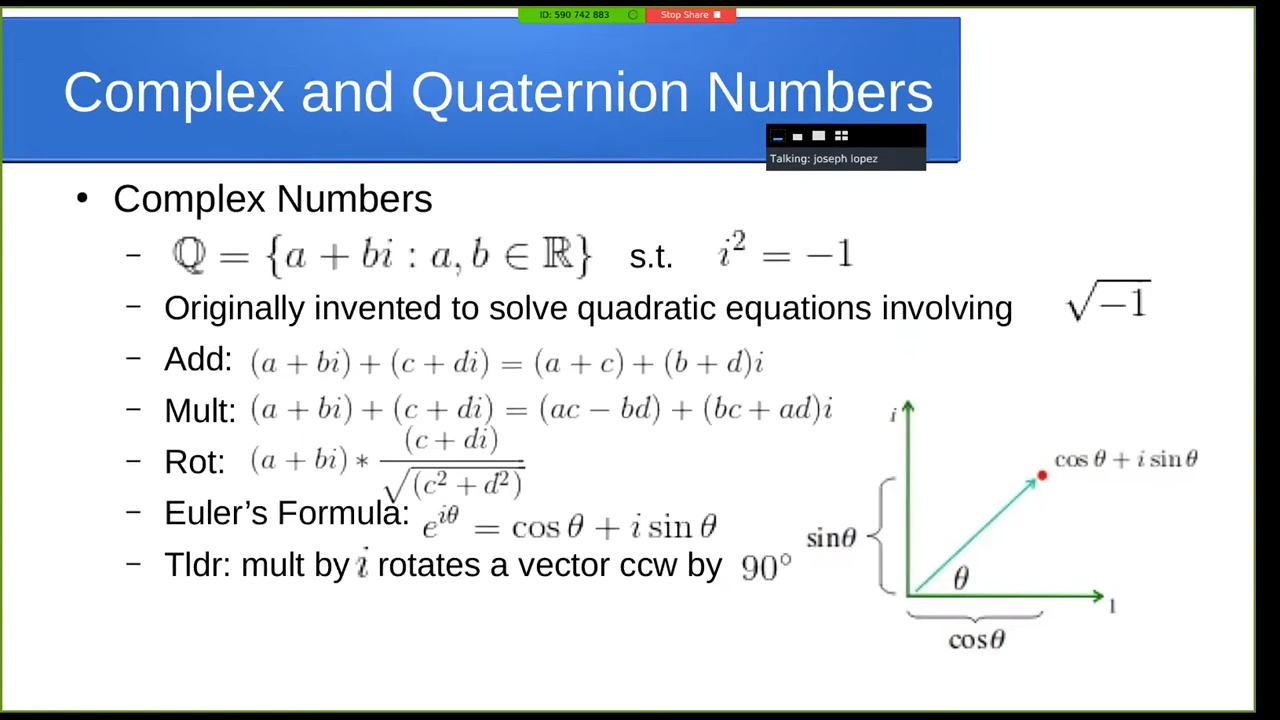 ID: 590 742 883 Stop Share
Complex and Quaternion Numbers
Talking: joseph lopez
• Complex Numbers
– ℚ = {a + bi : a, b ∈ ℝ} s.t. i² = −1
– Originally invented to solve quadratic equations involving √−1
– Add: (a + bi) + (c + di) = (a + c) + (b + d)i
– Mult: (a + bi) + (c + di) = (ac − bd) + (bc + ad)i
– Rot: (a + bi) * (c + di) / √(c² + d²)
– Euler’s Formula: e^{iθ} = cos θ + i sin θ
– Tldr: mult by i rotates a vector ccw by 90°
i
cos θ + i sin θ
sinθ
θ
1
cosθ